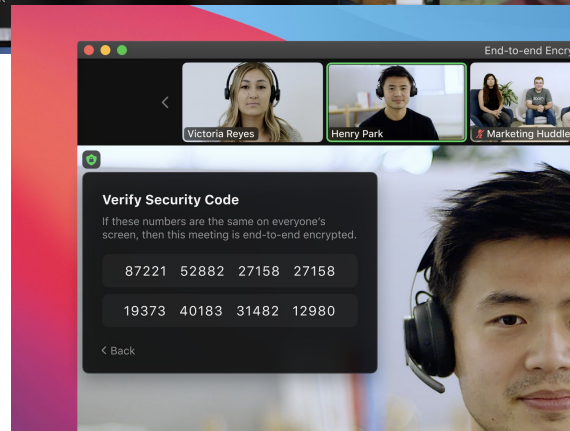 End-to-end Encry
Victoria Reyes
Henry Park
Marketing Huddle
Verify Security Code
If these numbers are the same on everyone's
screen, then this meeting is end-to-end encrypted.
87221 52882 27158 27158
19373 40183 31482 12980
< Back